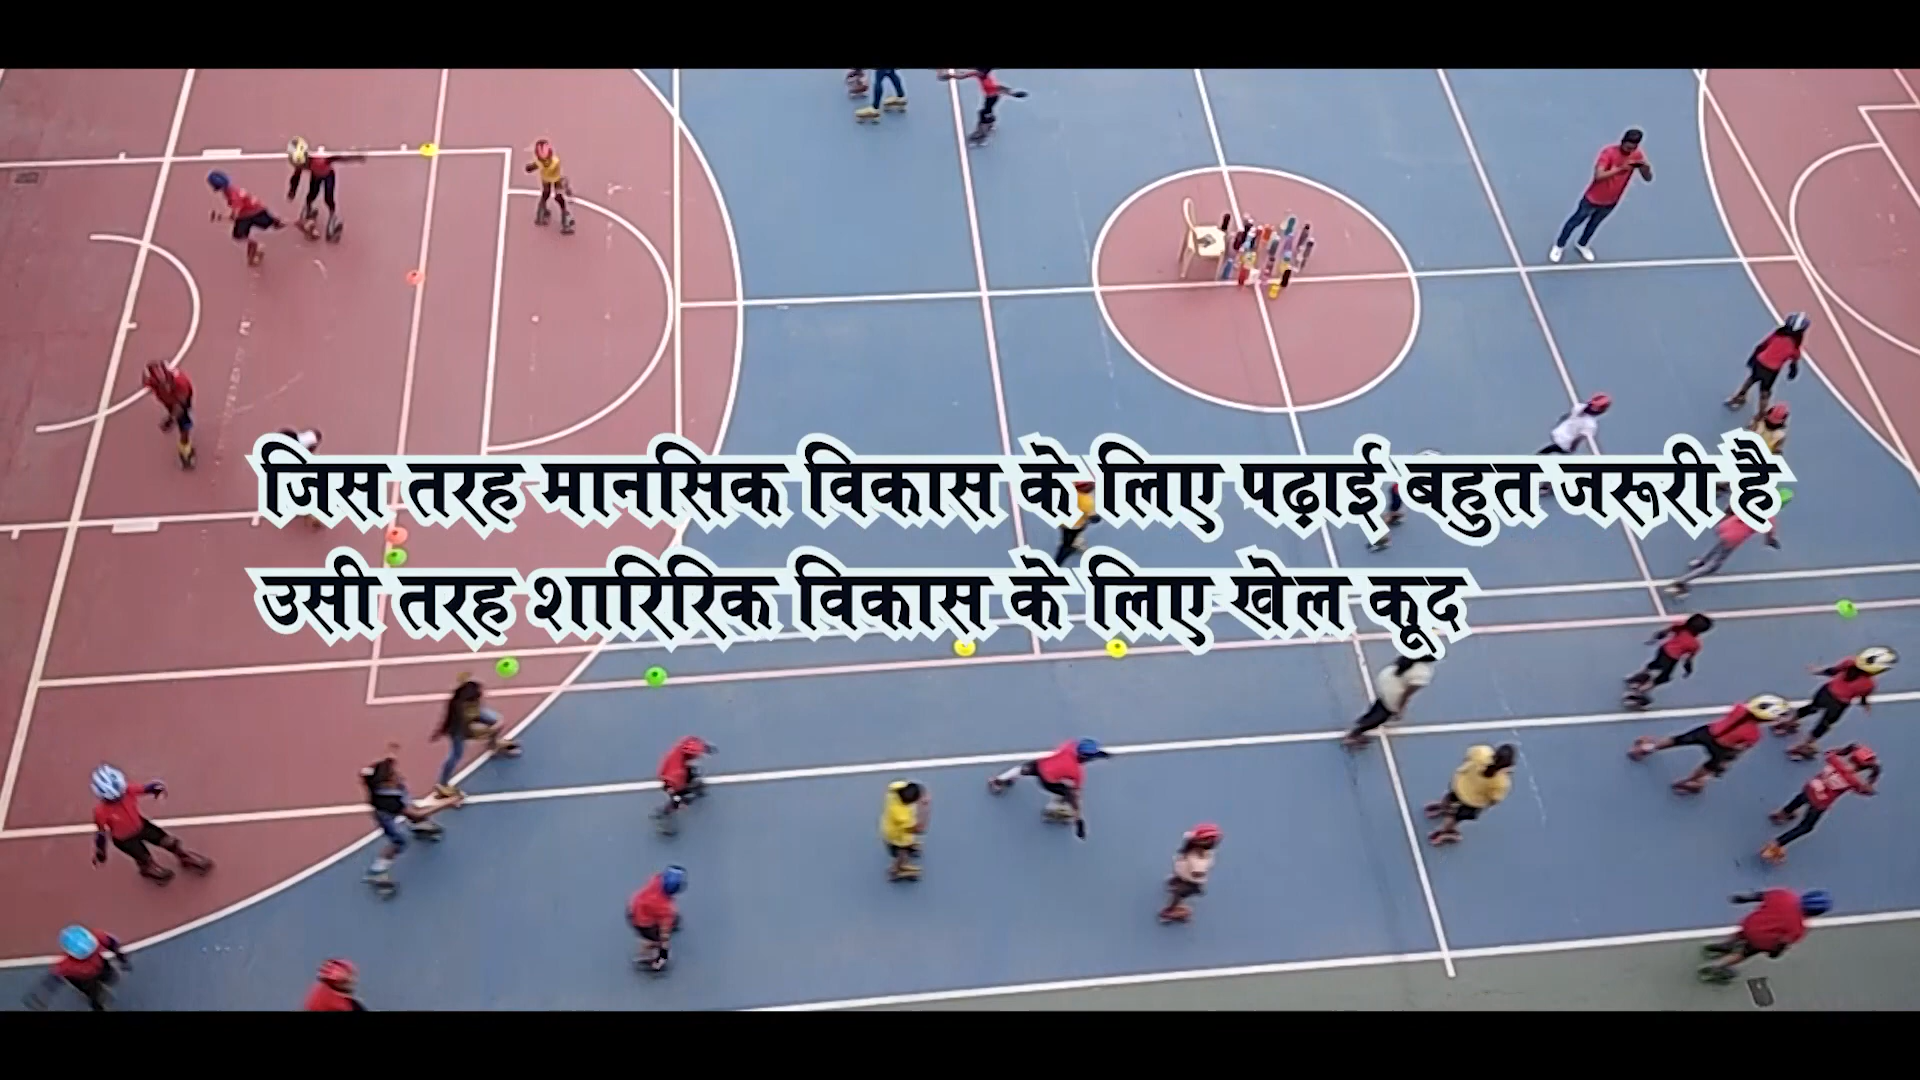 जिस तरह मानसिक विकास के लिए पढ़ाई बहुत जरूरी है
उसी तरह शारिरिक विकास के लिए खेल कूद